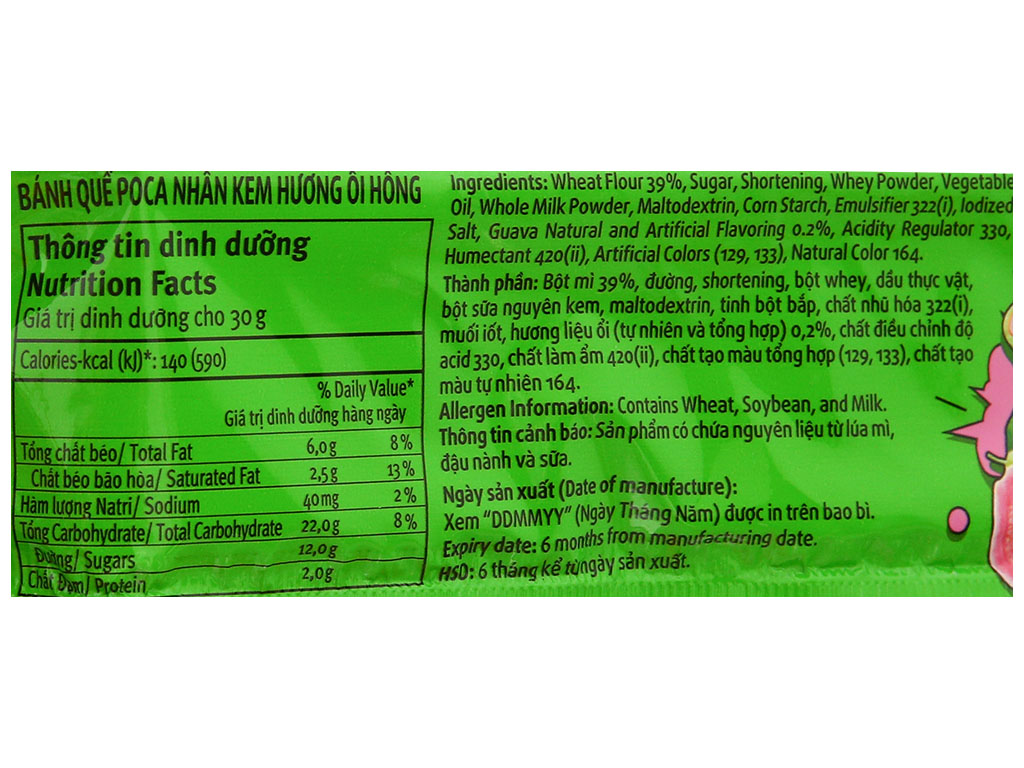 BÁNH QUẾ POCA NHÂN KEM HƯƠNG ỔI HỒNG
Thông tin dinh dưỡng
Nutrition Facts
Giá trị dinh dưỡng cho 30 g
Calories-kcal (kJ)*: 140 (590)
% Daily Value*
Giá trị dinh dưỡng hàng ngày
Tổng chất béo/ Total Fat 6,0 g 8 %
Chất béo bão hòa/ Saturated Fat 2,5 g 13 %
Hàm lượng Natri/ Sodium 40 mg 2 %
Tổng Carbohydrate/ Total Carbohydrate 22,0 g 8 %
Đường/ Sugars 12,0 g
Chất Đạm/ Protein 2,0 g
Ingredients: Wheat Flour 39%, Sugar, Shortening, Whey Powder, Vegetable
Oil, Whole Milk Powder, Maltodextrin, Corn Starch, Emulsifier 322(i), Iodized
Salt, Guava Natural and Artificial Flavoring 0.2%, Acidity Regulator 330,
Humectant 420(ii), Artificial Colors (129, 133), Natural Color 164.
Thành phần: Bột mì 39%, đường, shortening, bột whey, dầu thực vật,
bột sữa nguyên kem, maltodextrin, tinh bột bắp, chất nhũ hóa 322(i),
muối iốt, hương liệu ổi (tự nhiên và tổng hợp) 0,2%, chất điều chỉnh độ
acid 330, chất làm ẩm 420(ii), chất tạo màu tổng hợp (129, 133), chất tạo
màu tự nhiên 164.
Allergen Information: Contains Wheat, Soybean, and Milk.
Thông tin cảnh báo: Sản phẩm có chứa nguyên liệu từ lúa mì,
đậu nành và sữa.
Ngày sản xuất (Date of manufacture):
Xem "DDMMYY" (Ngày Tháng Năm) được in trên bao bì.
Expiry date: 6 months from manufacturing date.
HSD: 6 tháng kể từ ngày sản xuất.